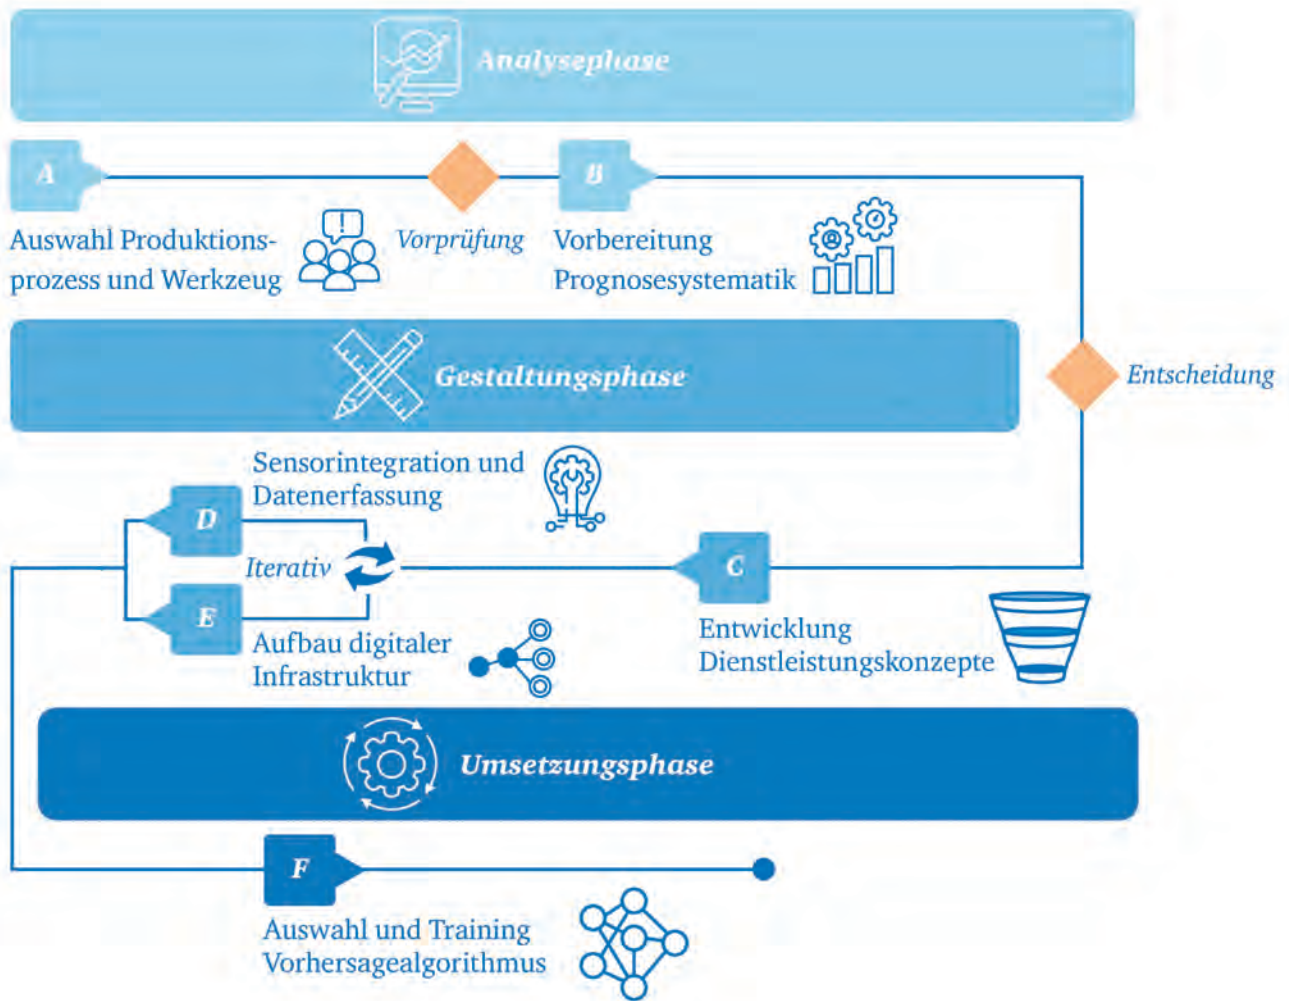 Analysephase
A
B
Auswahl Produktions-
prozess und Werkzeug
Vorprüfung
Vorbereitung
Prognosesystematik
Gestaltungsphase
Entscheidung
Sensorintegration und
Datenerfassung
D
Iterativ
C
E
Aufbau digitaler
Infrastruktur
Entwicklung
Dienstleistungskonzepte
Umsetzungsphase
F
Auswahl und Training
Vorhersagealgorithmus